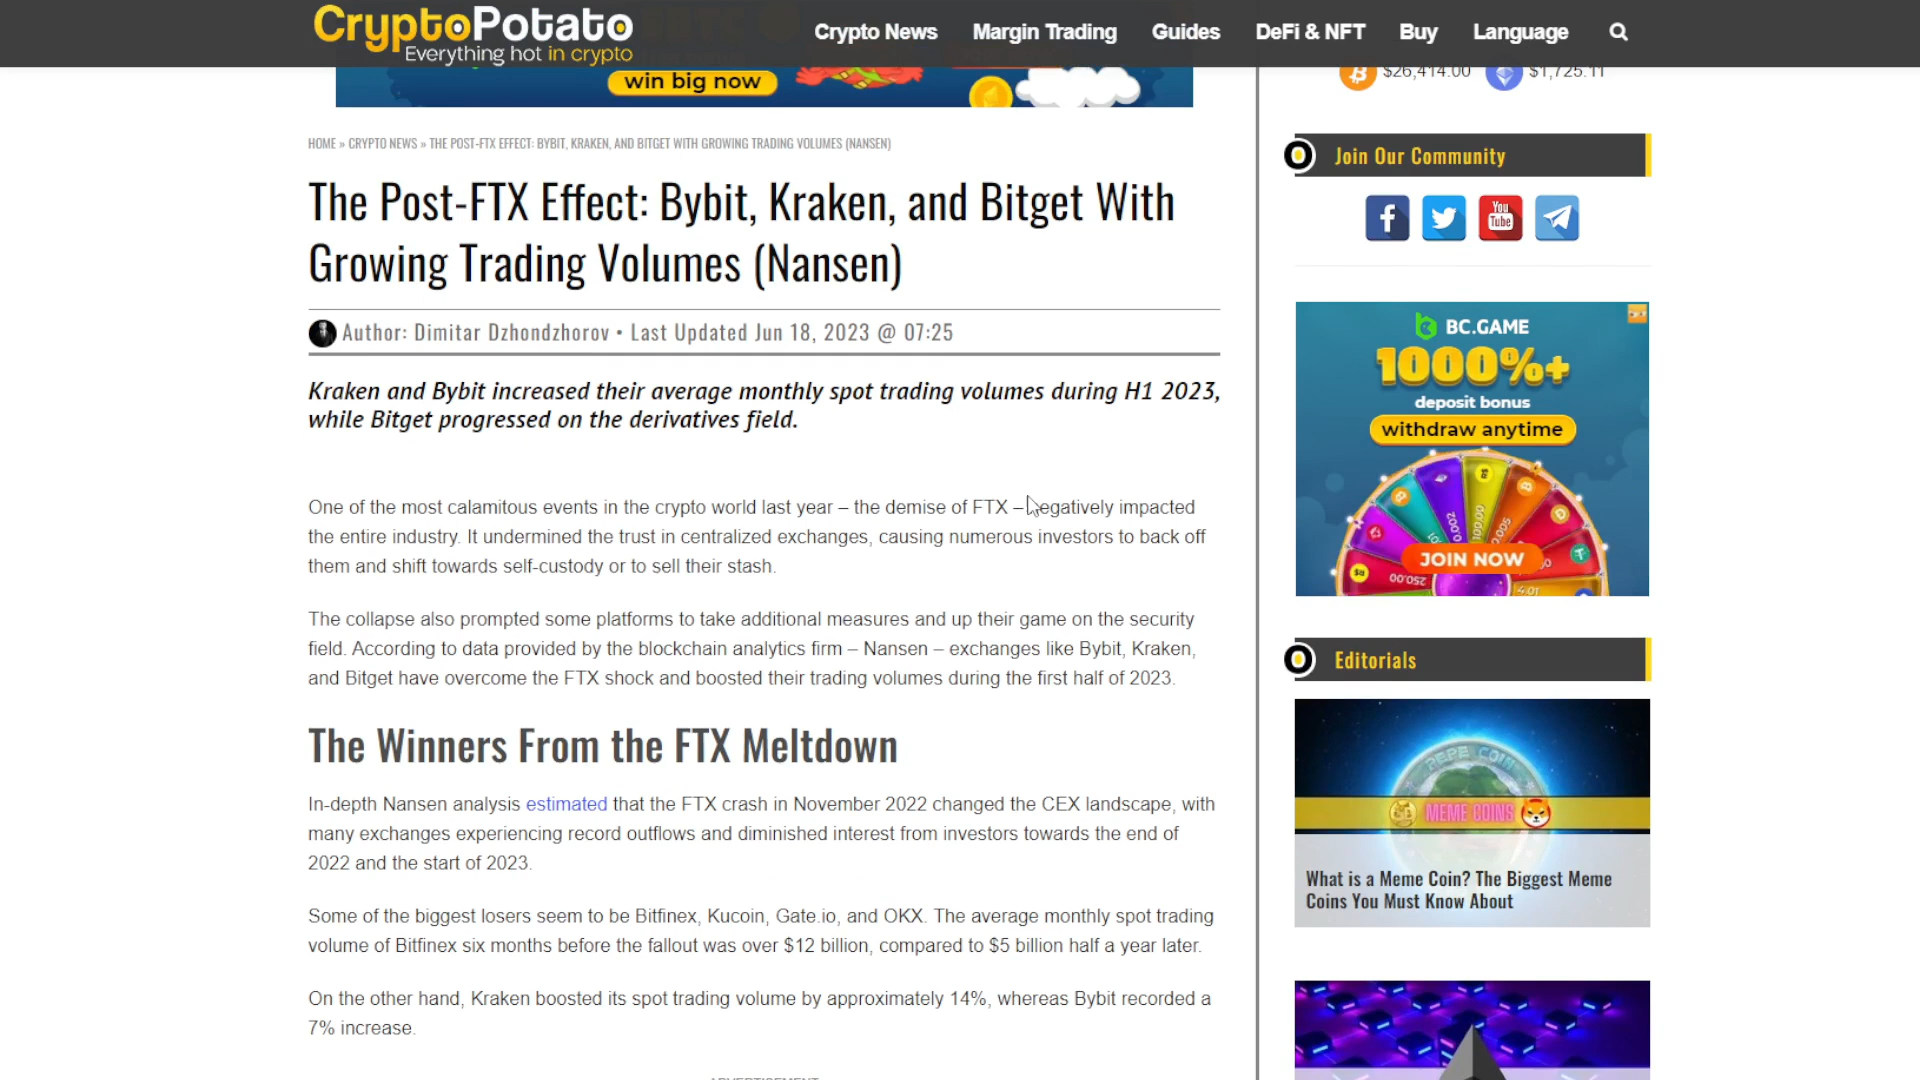 CryptoPotato
Everything hot in crypto
Crypto News
Margin Trading
Guides
DeFi & NFT
Buy
Language
win big now
$26,414.00
$1,725.11
HOME » CRYPTO NEWS » THE POST-FTX EFFECT: BYBIT, KRAKEN, AND BITGET WITH GROWING TRADING VOLUMES (NANSEN)
The Post-FTX Effect: Bybit, Kraken, and Bitget With
Growing Trading Volumes (Nansen)
Author: Dimitar Dzhondzhorov • Last Updated Jun 18, 2023 @ 07:25
Kraken and Bybit increased their average monthly spot trading volumes during H1 2023,
while Bitget progressed on the derivatives field.
One of the most calamitous events in the crypto world last year – the demise of FTX – negatively impacted
the entire industry. It undermined the trust in centralized exchanges, causing numerous investors to back off
them and shift towards self-custody or to sell their stash.
The collapse also prompted some platforms to take additional measures and up their game on the security
field. According to data provided by the blockchain analytics firm – Nansen – exchanges like Bybit, Kraken,
and Bitget have overcome the FTX shock and boosted their trading volumes during the first half of 2023.
The Winners From the FTX Meltdown
In-depth Nansen analysis estimated that the FTX crash in November 2022 changed the CEX landscape, with
many exchanges experiencing record outflows and diminished interest from investors towards the end of
2022 and the start of 2023.
Some of the biggest losers seem to be Bitfinex, Kucoin, Gate.io, and OKX. The average monthly spot trading
volume of Bitfinex six months before the fallout was over $12 billion, compared to $5 billion half a year later.
On the other hand, Kraken boosted its spot trading volume by approximately 14%, whereas Bybit recorded a
7% increase.
Join Our Community
You
Tube
BC.GAME
1000%+
deposit bonus
withdraw anytime
JOIN NOW
Editorials
PEPE COIN
MEME COINS
What is a Meme Coin? The Biggest Meme
Coins You Must Know About